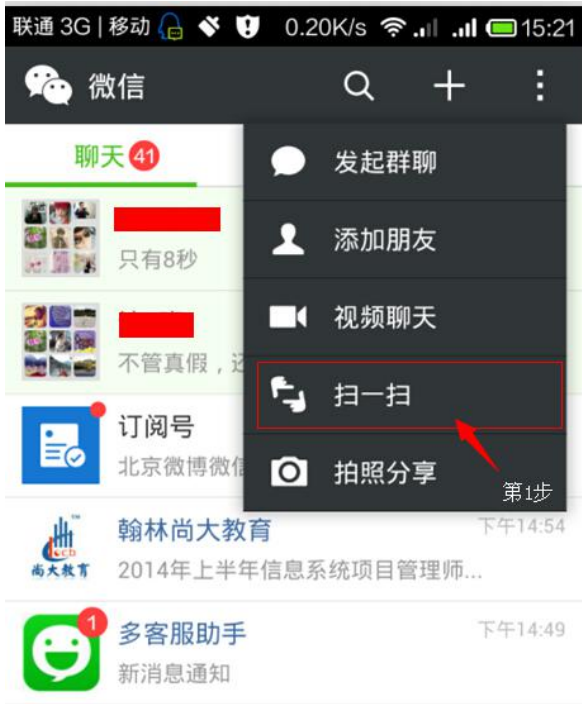 联通 3G | 移动 0.20K/s 15:21
微信
聊天 41
发起群聊
添加朋友
视频聊天
扫一扫
拍照分享
第1步
只有8秒
不管真假，还
订阅号
北京微博微信
翰林尚大教育 下午14:54
2014年上半年信息系统项目管理师...
尚大教育
1
多客服助手 下午14:49
新消息通知